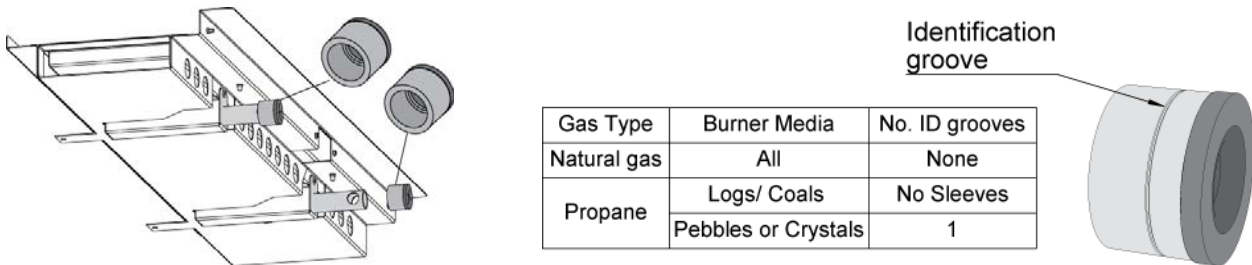 Identification
groove
Gas Type Burner Media No. ID grooves
Natural gas All None
Propane Logs/ Coals No Sleeves
Pebbles or Crystals 1